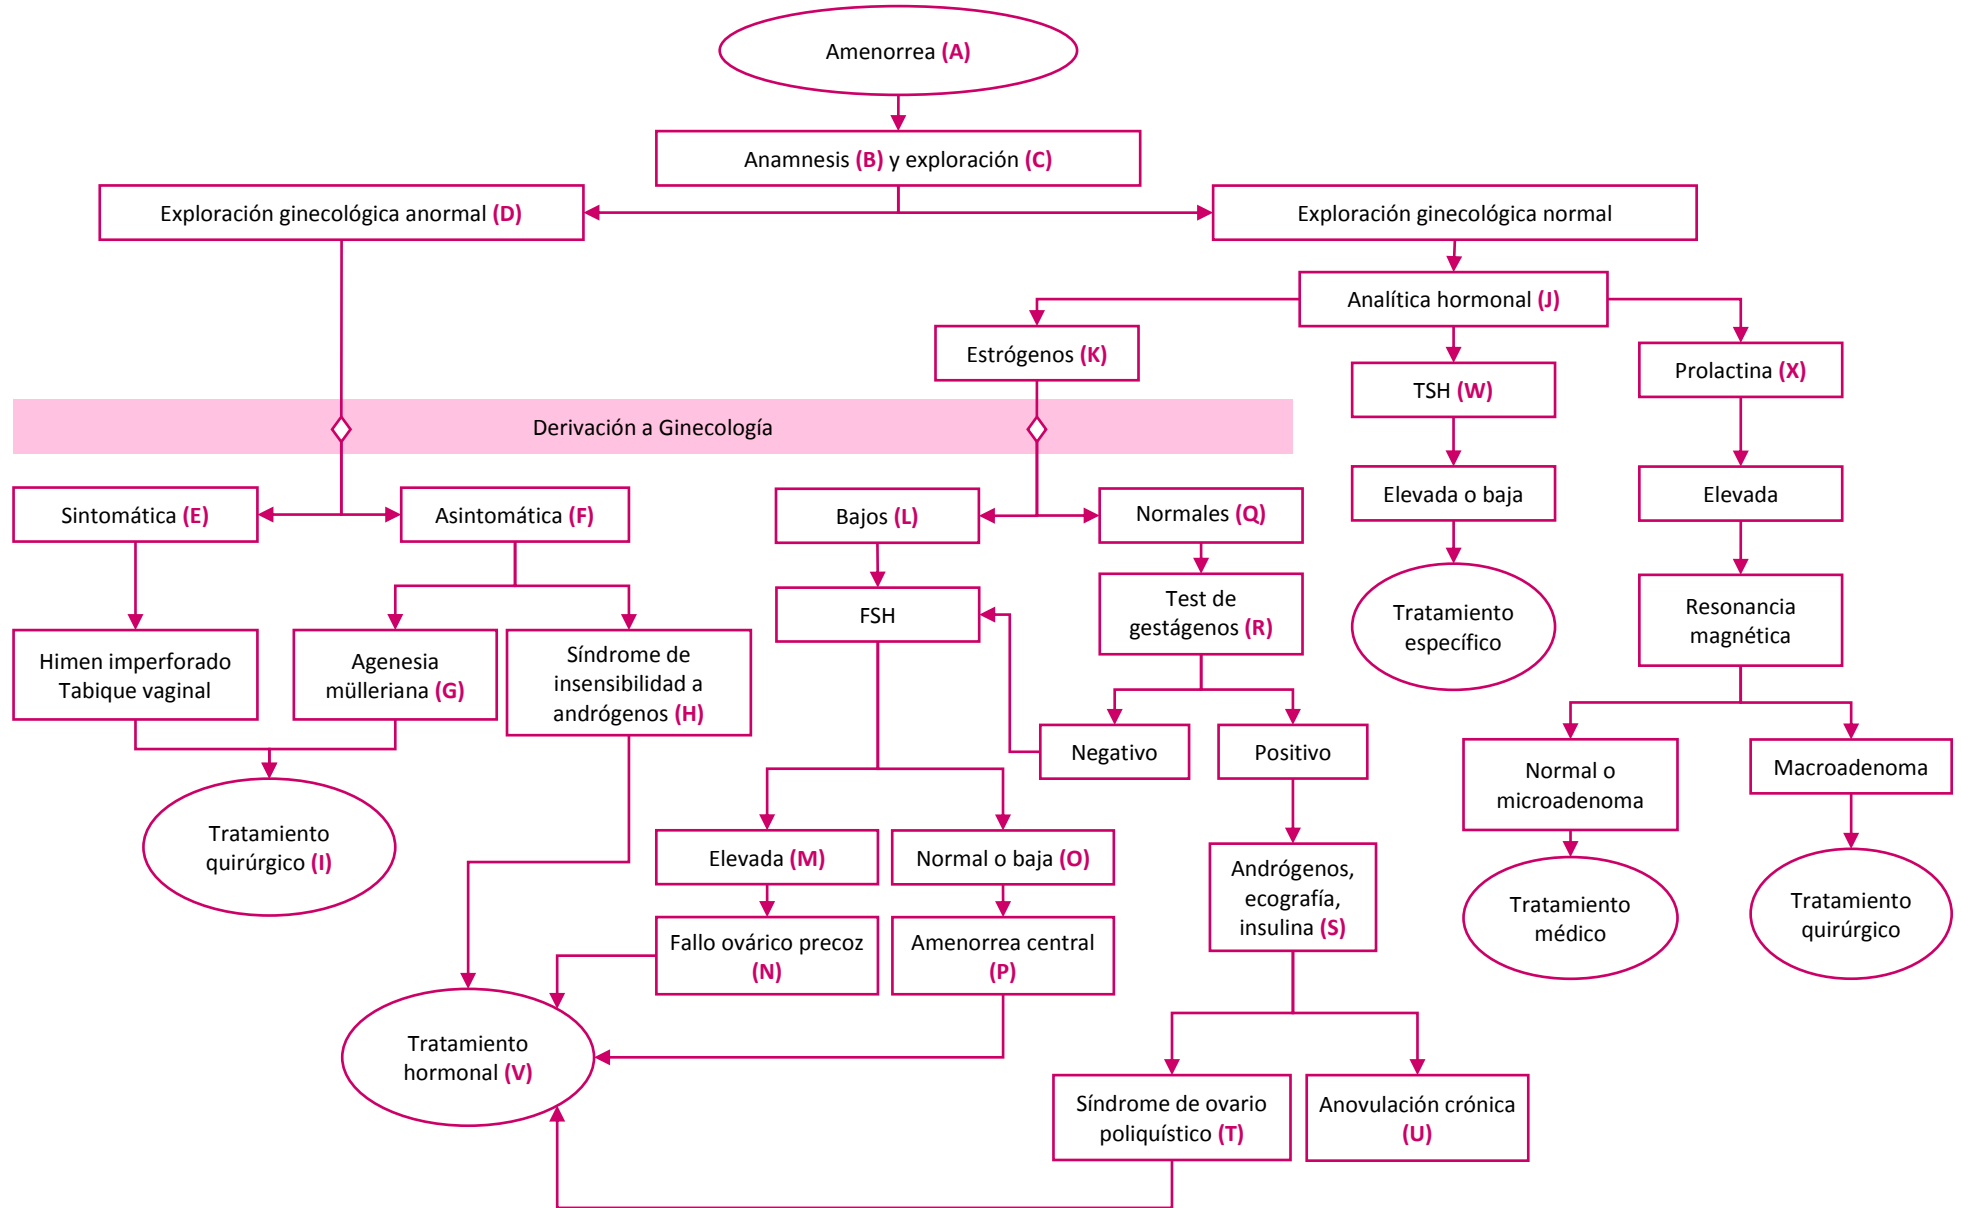 Amenorrea (A)
Anamnesis (B) y exploración (C)
Exploración ginecológica anormal (D)
Exploración ginecológica normal
Analítica hormonal (J)
Estrógenos (K)
TSH (W)
Prolactina (X)
Derivación a Ginecología
Sintomática (E)
Asintomática (F)
Bajos (L)
Normales (Q)
Elevada o baja
Elevada
Himen imperforado
Tabique vaginal
Agenesia
mülleriana (G)
Síndrome de
insensibilidad a
andrógenos (H)
FSH
Test de
gestágenos (R)
Tratamiento
específico
Resonancia
magnética
Negativo
Positivo
Normal o
microadenoma
Macroadenoma
Tratamiento
quirúrgico (I)
Elevada (M)
Normal o baja (O)
Andrógenos,
ecografía,
insulina (S)
Tratamiento
médico
Tratamiento
quirúrgico
Fallo ovárico precoz
(N)
Amenorrea central
(P)
Tratamiento
hormonal (V)
Síndrome de ovario
poliquístico (T)
Anovulación crónica
(U)